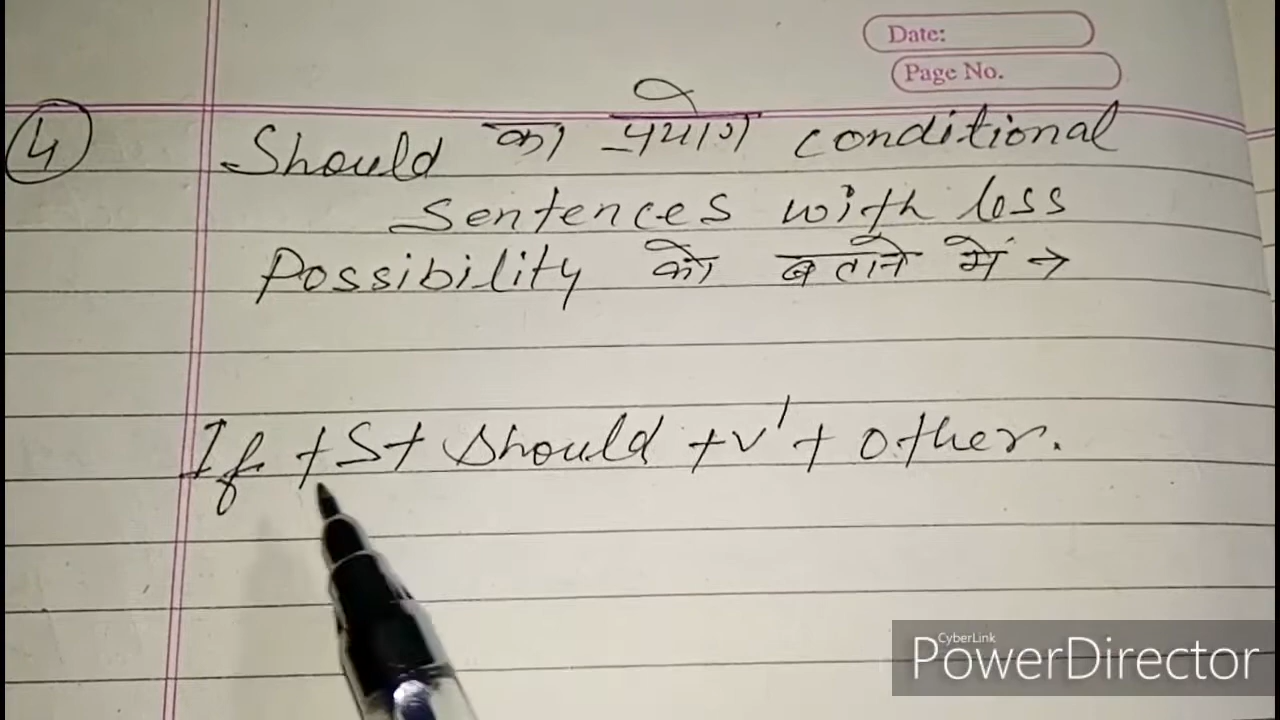 Date:
Page No.
4 Should का प्रयोग conditional
sentences with less
Possibility को बताने में →
If + S + should + V¹ + other.
CyberLink
PowerDirector